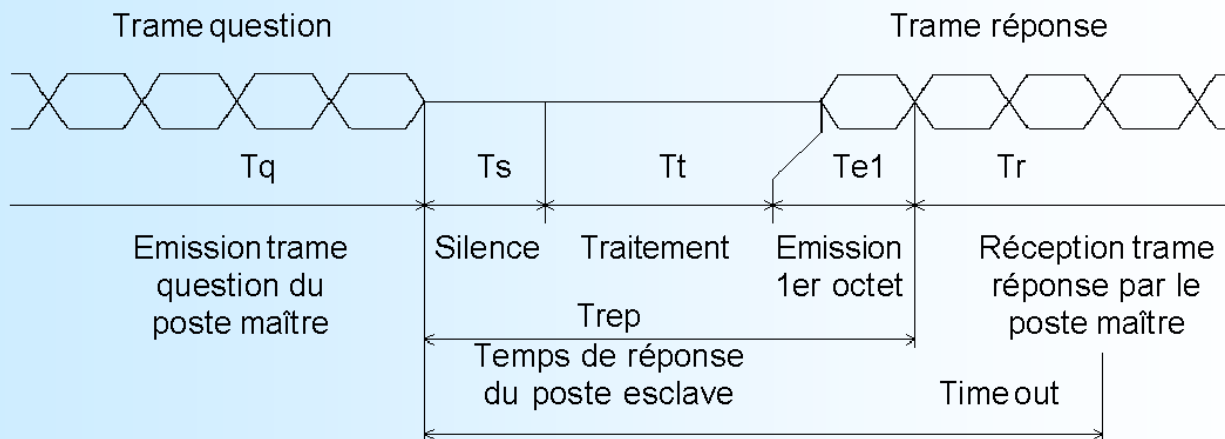 Trame question
Trame réponse
Tq
Ts
Tt
Te1
Tr
Emission trame
question du
poste maître
Silence
Traitement
Emission
1er octet
Réception trame
réponse par le
poste maître
Trep
Temps de réponse
du poste esclave
Time out